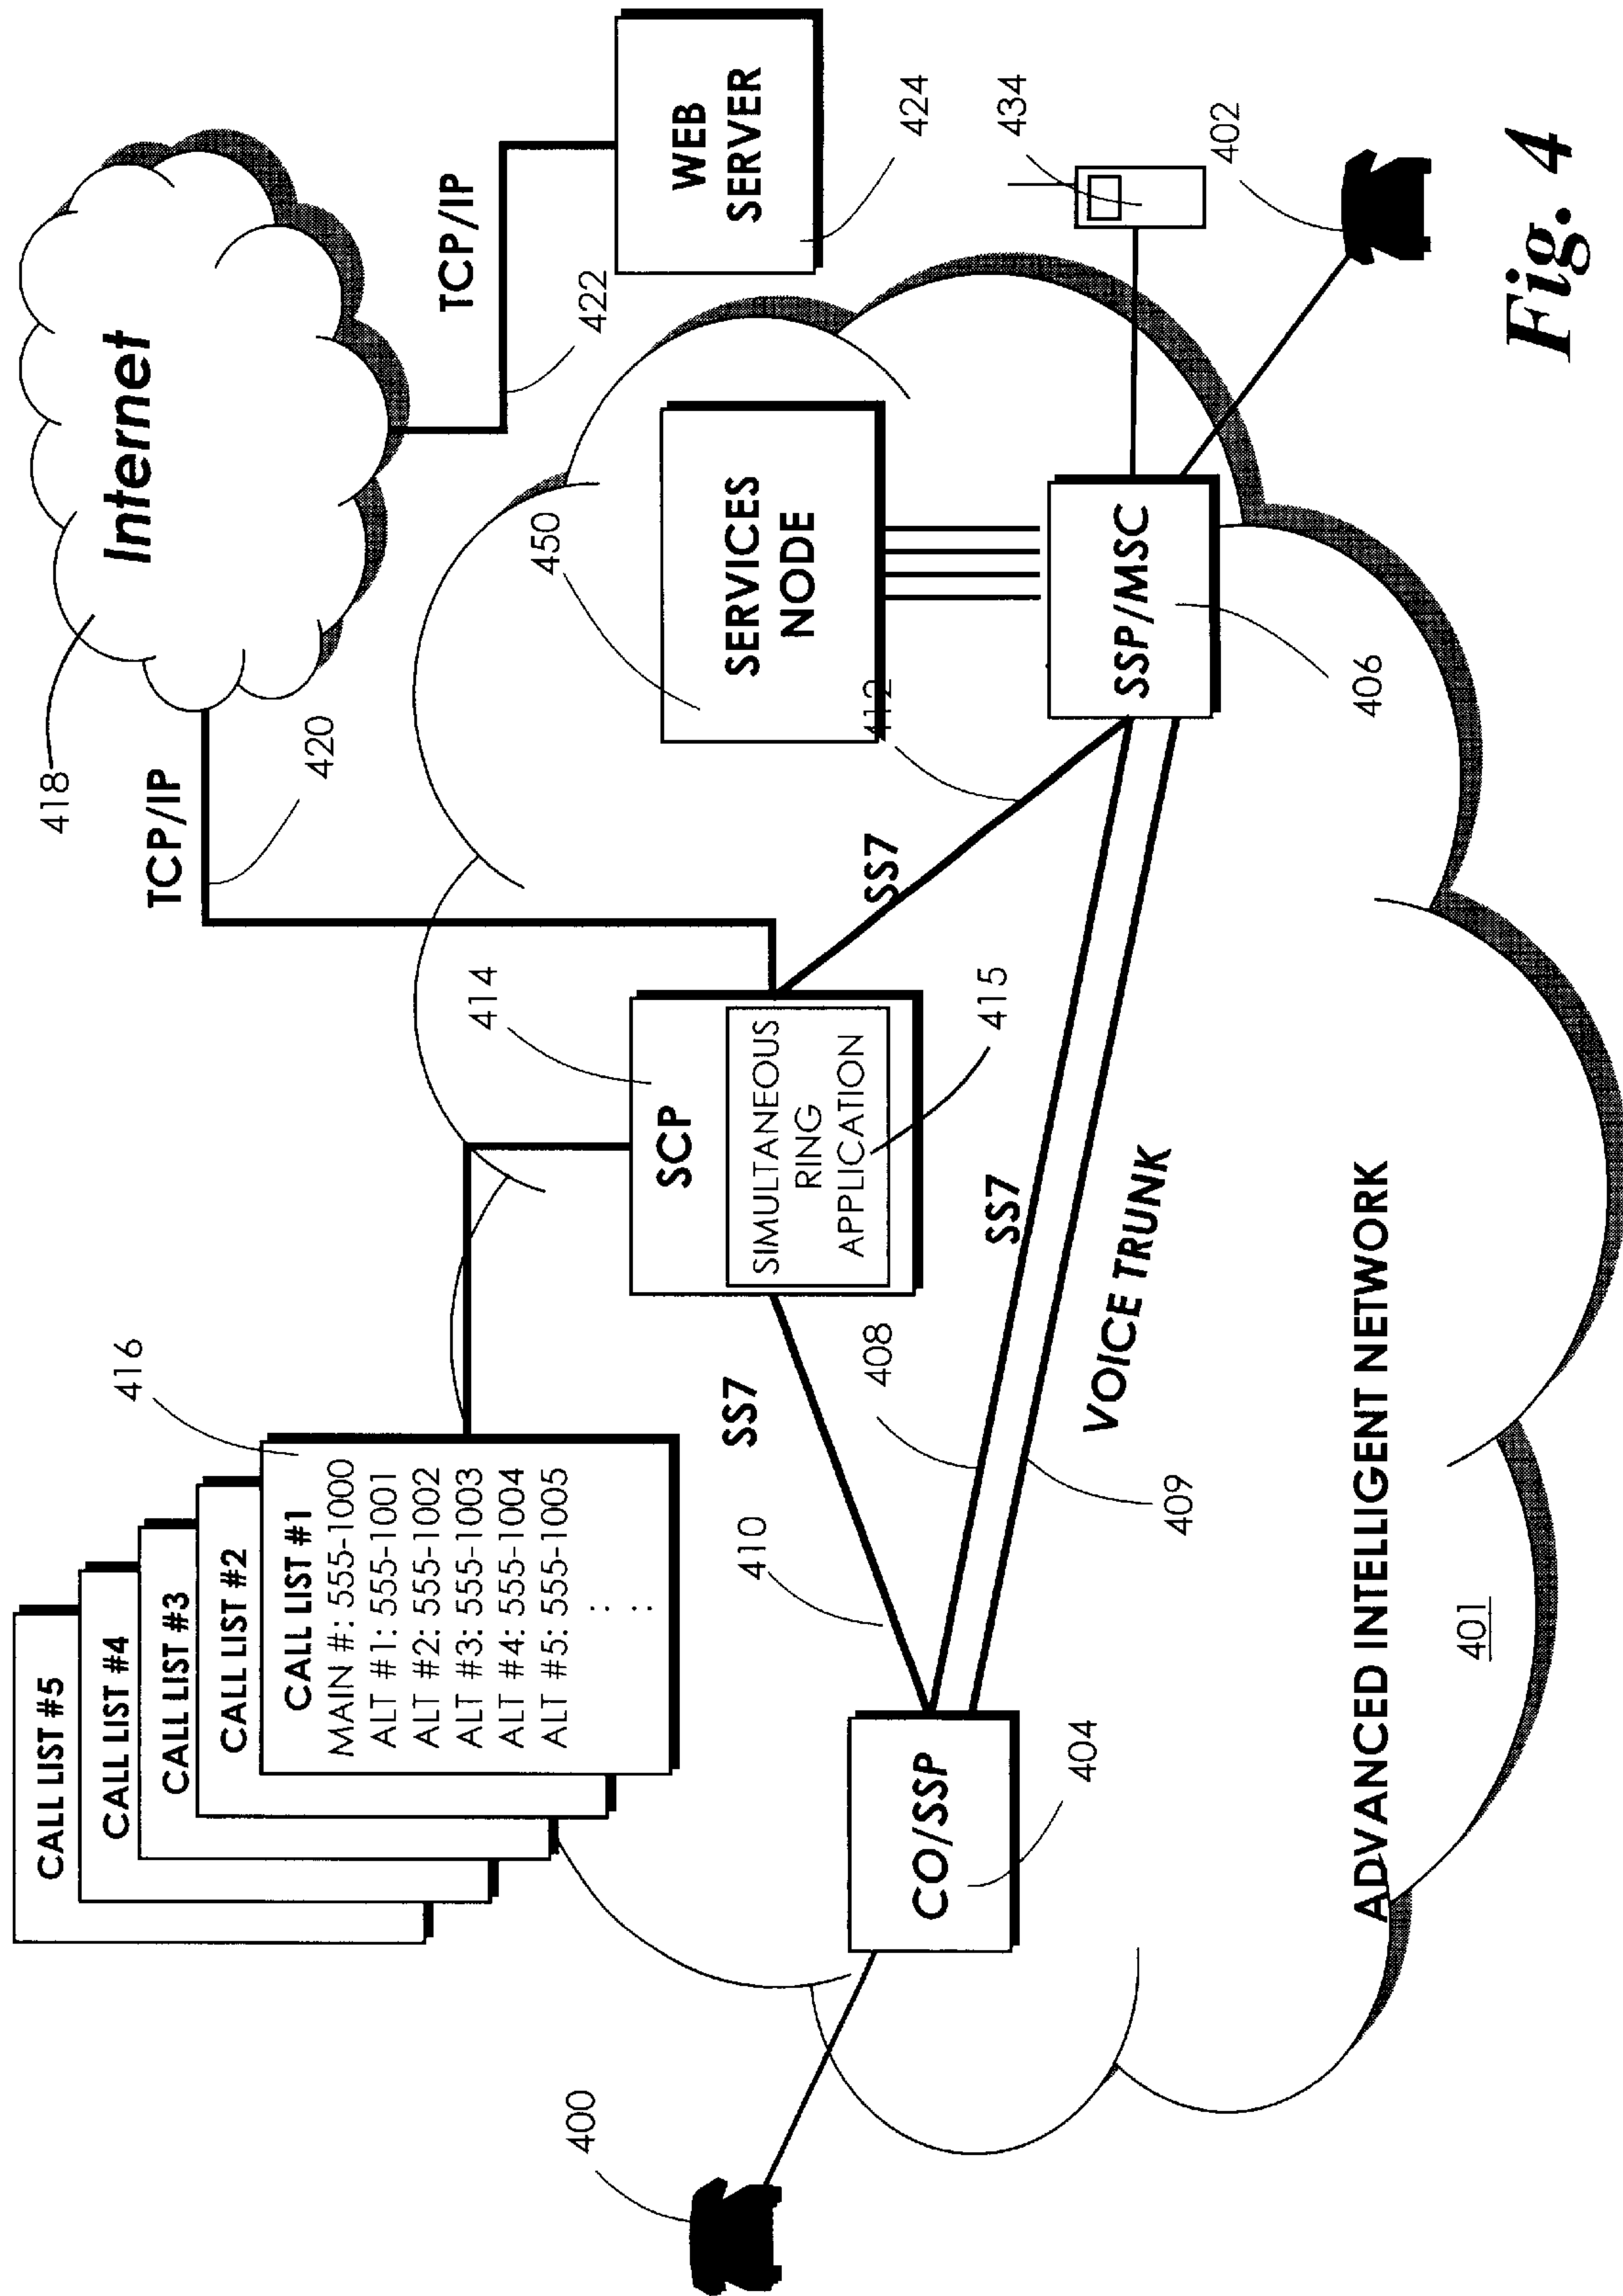 CALL LIST #5
CALL LIST #4
CALL LIST #3
CALL LIST #2
416
CALL LIST #1
MAIN #: 555-1000
ALT #1: 555-1001
ALT #2: 555-1002
ALT #3: 555-1003
ALT #4: 555-1004
ALT #5: 555-1005
:
:
418
Internet
TCP/IP
420
TCP/IP
422
WEB
SERVER
424
414
SCP
SIMULTANEOUS
RING
APPLICATION
415
450
SERVICES
NODE
412
SS7
SS7
410
400
CO/SSP
404
408
SS7
409
VOICE TRUNK
SSP/MSC
406
434
402
ADVANCED INTELLIGENT NETWORK
401
Fig. 4